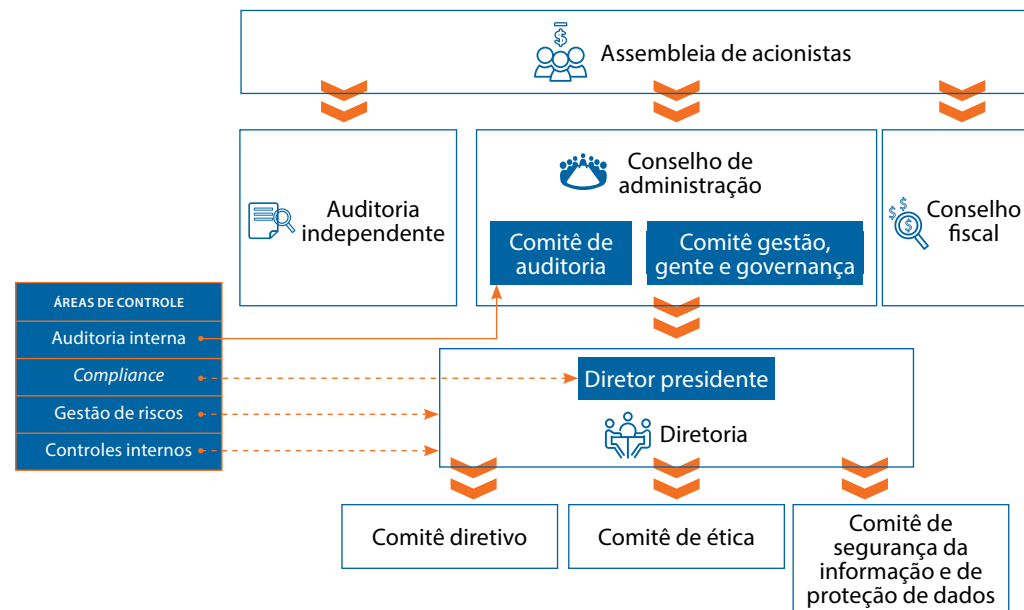 Assembleia de acionistas
Auditoria
independente
Conselho de
administração
Comitê de
auditoria
Comitê gestão,
gente e governança
Conselho
fiscal
ÁREAS DE CONTROLE
Auditoria interna
Compliance
Gestão de riscos
Controles internos
Diretor presidente
Diretoria
Comitê diretivo
Comitê de ética
Comitê de
segurança da
informação e de
proteção de dados